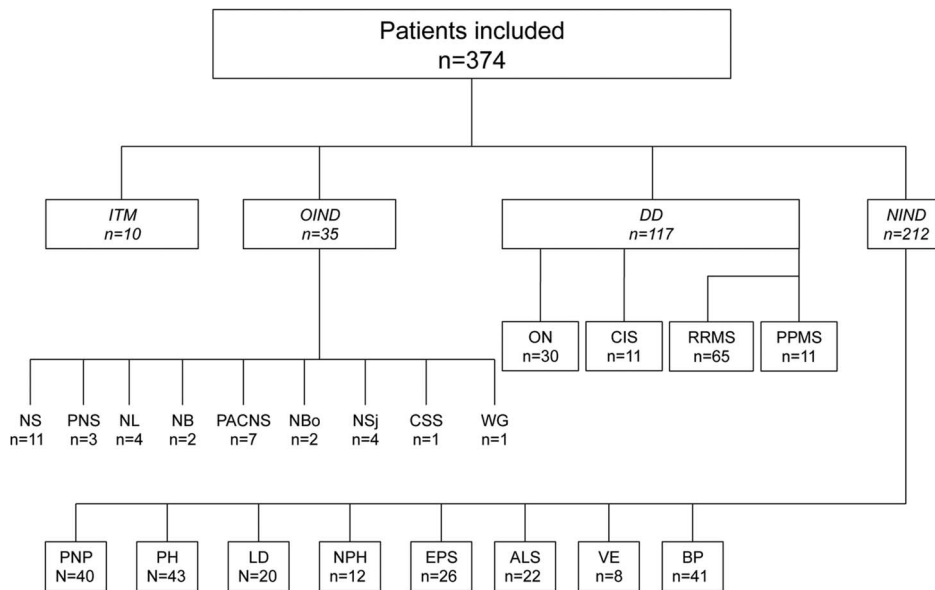 Patients included
n=374
ITM
n=10
OIND
n=35
DD
n=117
NIND
n=212
ON
n=30
CIS
n=11
RRMS
n=65
PPMS
n=11
NS
n=11
PNS
n=3
NL
n=4
NB
n=2
PACNS
n=7
NBo
n=2
NSj
n=4
CSS
n=1
WG
n=1
PNP
N=40
PH
N=43
LD
N=20
NPH
n=12
EPS
n=26
ALS
n=22
VE
n=8
BP
n=41